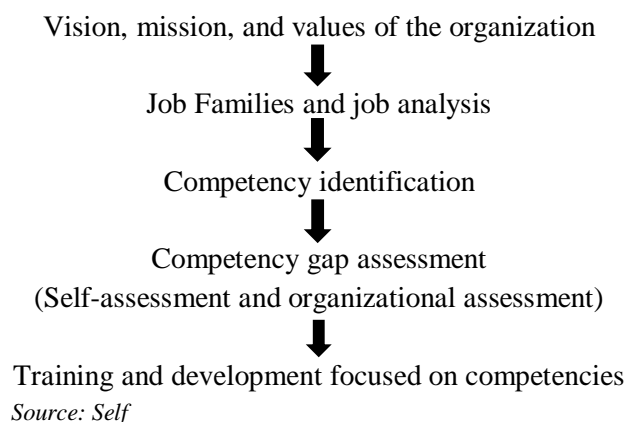 Vision, mission, and values of the organization
Job Families and job analysis
Competency identification
Competency gap assessment
(Self-assessment and organizational assessment)
Training and development focused on competencies
Source: Self